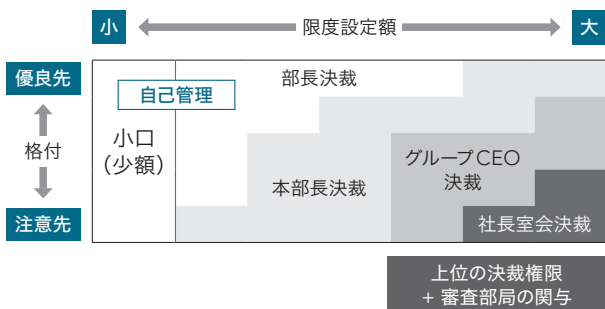 小
限度設定額
大
優良先
部長決裁
自己管理
格付
小口
（少額）
グループCEO
決裁
本部長決裁
注意先
社長室会決裁
上位の決裁権限
+ 審査部局の関与